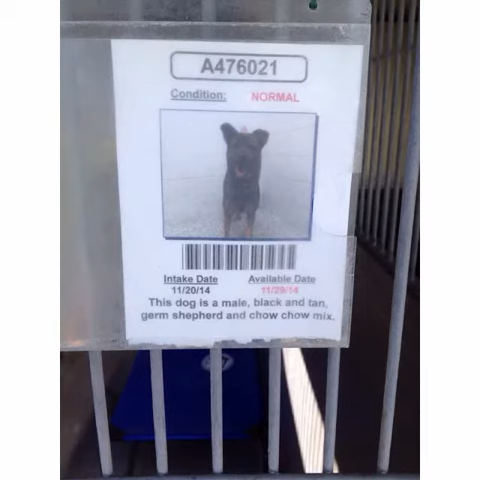 A476021
Condition: NORMAL
Intake Date Available Date
11/20/14 11/29/14
This dog is a male, black and tan,
germ shepherd and chow chow mix.